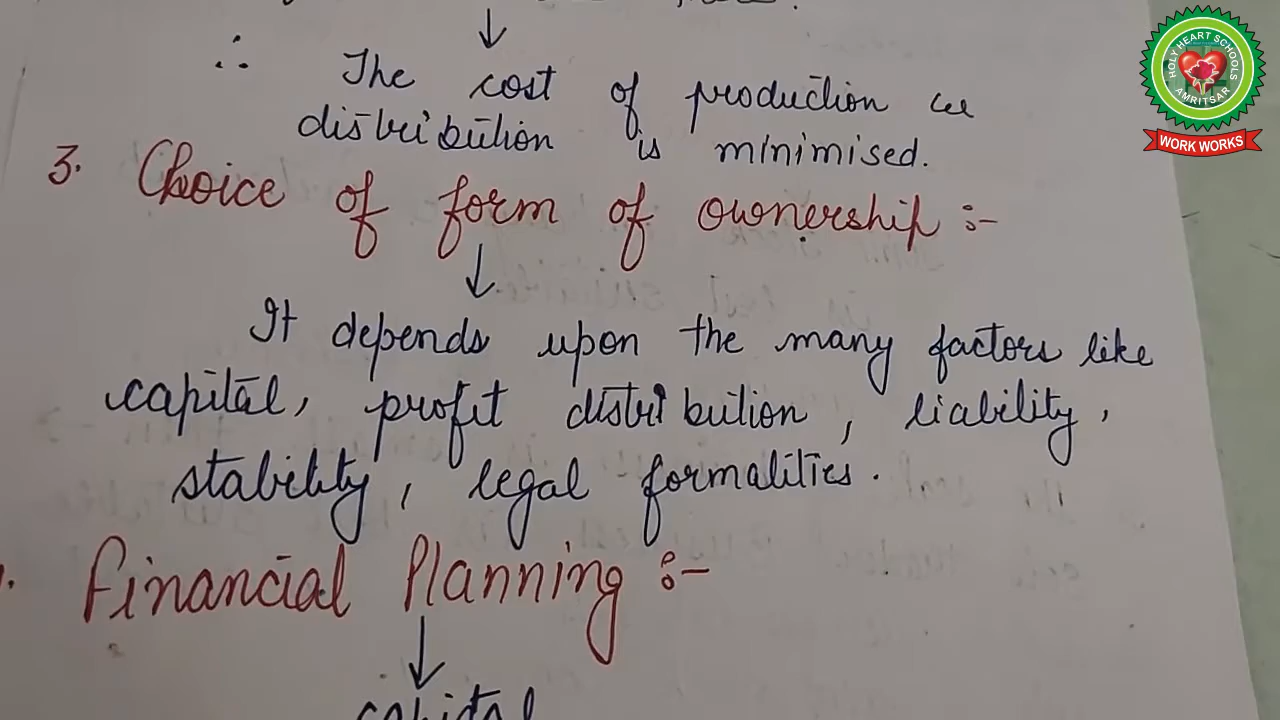 ∴ The cost of production &
distribution is minimised.
3. Choice of form of ownership :-
It depends upon the many factors like
capital, profit distribution, liability,
stability, legal formalities.
Financial Planning :-
capital
HOLY HEART SCHOOLS
AMRITSAR
WORK WORKS